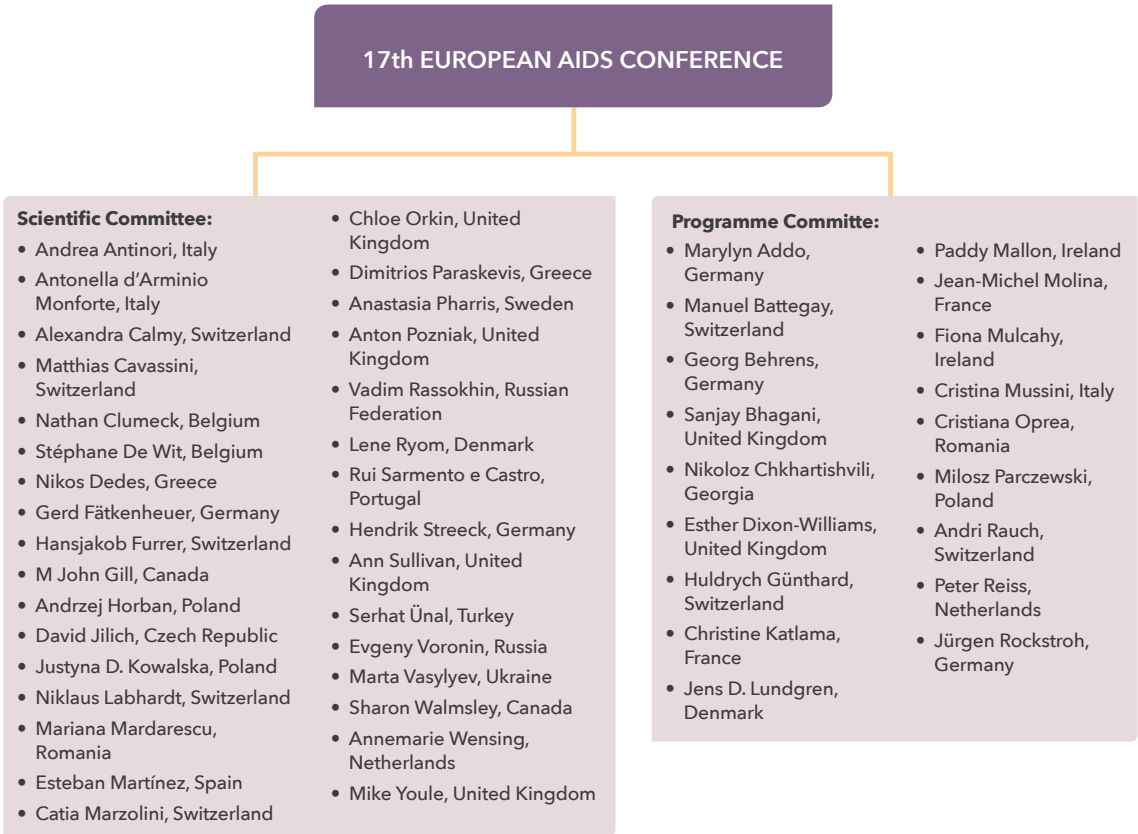 17th EUROPEAN AIDS CONFERENCE
Scientific Committee:
• Andrea Antinori, Italy
• Antonella d’Arminio
Monforte, Italy
• Alexandra Calmy, Switzerland
• Matthias Cavassini,
Switzerland
• Nathan Clumeck, Belgium
• Stéphane De Wit, Belgium
• Nikos Dedes, Greece
• Gerd Fätkenheuer, Germany
• Hansjakob Furrer, Switzerland
• M John Gill, Canada
• Andrzej Horban, Poland
• David Jilich, Czech Republic
• Justyna D. Kowalska, Poland
• Niklaus Labhardt, Switzerland
• Mariana Mardarescu,
Romania
• Esteban Martínez, Spain
• Catia Marzolini, Switzerland
• Chloe Orkin, United
Kingdom
• Dimitrios Paraskevis, Greece
• Anastasia Pharris, Sweden
• Anton Pozniak, United
Kingdom
• Vadim Rassokhin, Russian
Federation
• Lene Ryom, Denmark
• Rui Sarmento e Castro,
Portugal
• Hendrik Streeck, Germany
• Ann Sullivan, United
Kingdom
• Serhat Ünal, Turkey
• Evgeny Voronin, Russia
• Marta Vasylyev, Ukraine
• Sharon Walmsley, Canada
• Annemarie Wensing,
Netherlands
• Mike Youle, United Kingdom
Programme Committe:
• Marylyn Addo,
Germany
• Manuel Battegay,
Switzerland
• Georg Behrens,
Germany
• Sanjay Bhagani,
United Kingdom
• Nikoloz Chkhartishvili,
Georgia
• Esther Dixon-Williams,
United Kingdom
• Huldrych Günthard,
Switzerland
• Christine Katlama,
France
• Jens D. Lundgren,
Denmark
• Paddy Mallon, Ireland
• Jean-Michel Molina,
France
• Fiona Mulcahy,
Ireland
• Cristina Mussini, Italy
• Cristiana Oprea,
Romania
• Milosz Parczewski,
Poland
• Andri Rauch,
Switzerland
• Peter Reiss,
Netherlands
• Jürgen Rockstroh,
Germany